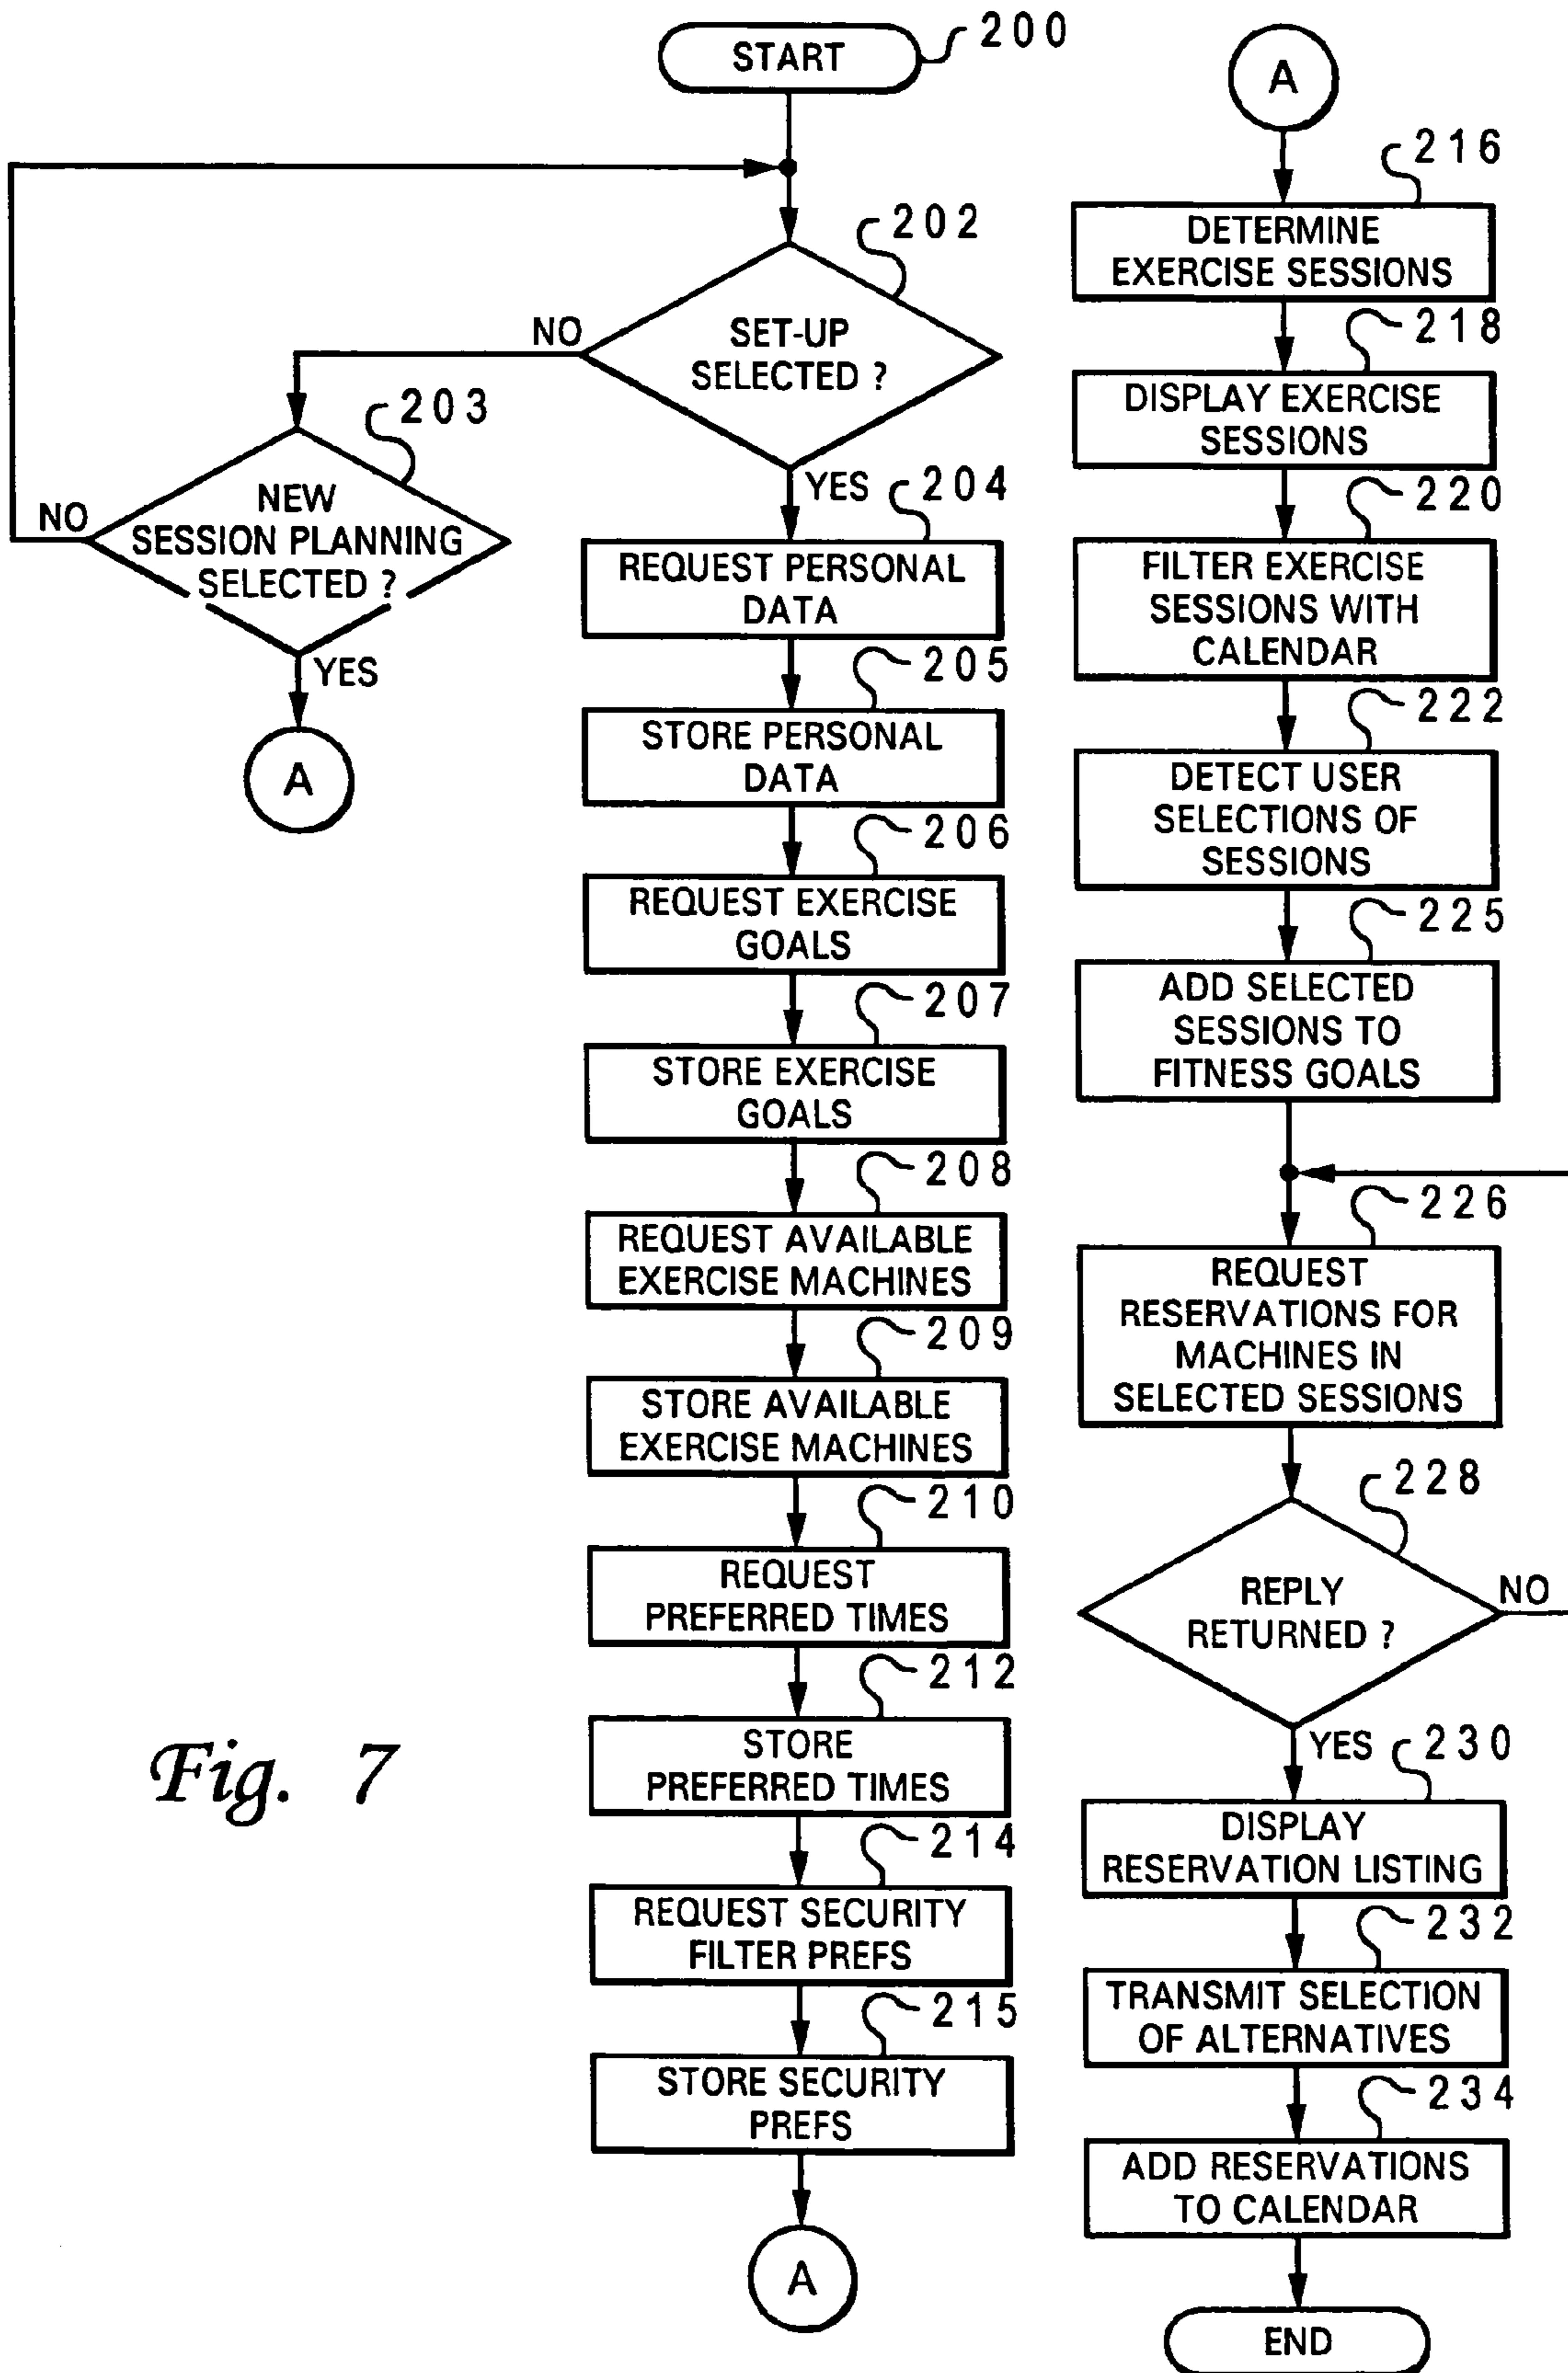 START
200
202
SET-UP
SELECTED ?
NO
YES
203
NEW
SESSION PLANNING
SELECTED ?
NO
YES
A
204
REQUEST PERSONAL
DATA
205
STORE PERSONAL
DATA
206
REQUEST EXERCISE
GOALS
207
STORE EXERCISE
GOALS
208
REQUEST AVAILABLE
EXERCISE MACHINES
209
STORE AVAILABLE
EXERCISE MACHINES
210
REQUEST
PREFERRED TIMES
212
STORE
PREFERRED TIMES
214
REQUEST SECURITY
FILTER PREFS
215
STORE SECURITY
PREFS
A
A
216
DETERMINE
EXERCISE SESSIONS
218
DISPLAY EXERCISE
SESSIONS
220
FILTER EXERCISE
SESSIONS WITH
CALENDAR
222
DETECT USER
SELECTIONS OF
SESSIONS
225
ADD SELECTED
SESSIONS TO
FITNESS GOALS
226
REQUEST
RESERVATIONS FOR
MACHINES IN
SELECTED SESSIONS
228
REPLY
RETURNED ?
NO
YES
230
DISPLAY
RESERVATION LISTING
232
TRANSMIT SELECTION
OF ALTERNATIVES
234
ADD RESERVATIONS
TO CALENDAR
END
Fig. 7